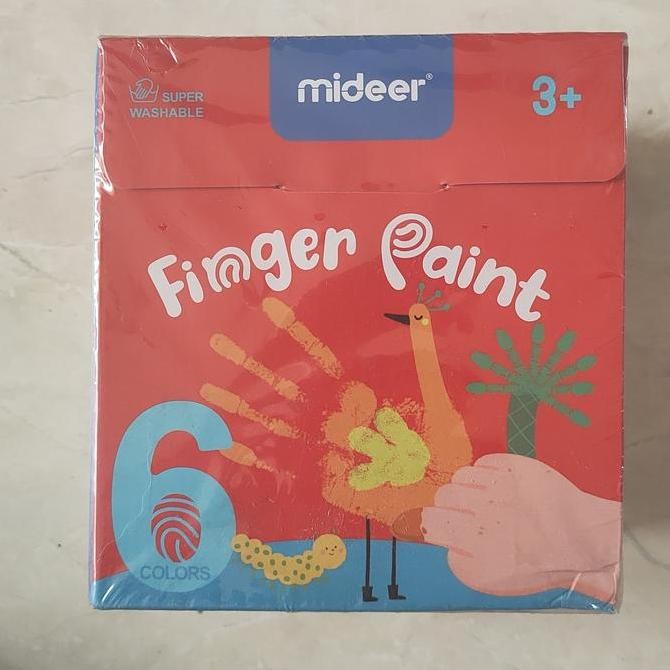 mideer®
SUPER
WASHABLE
3+
Finger Paint
6
COLORS